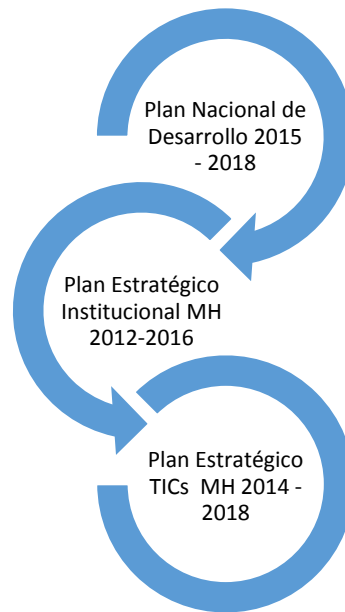 Plan Nacional de
Desarrollo 2015
- 2018
Plan Estratégico
Institucional MH
2012-2016
Plan Estratégico
TICs MH 2014 -
2018